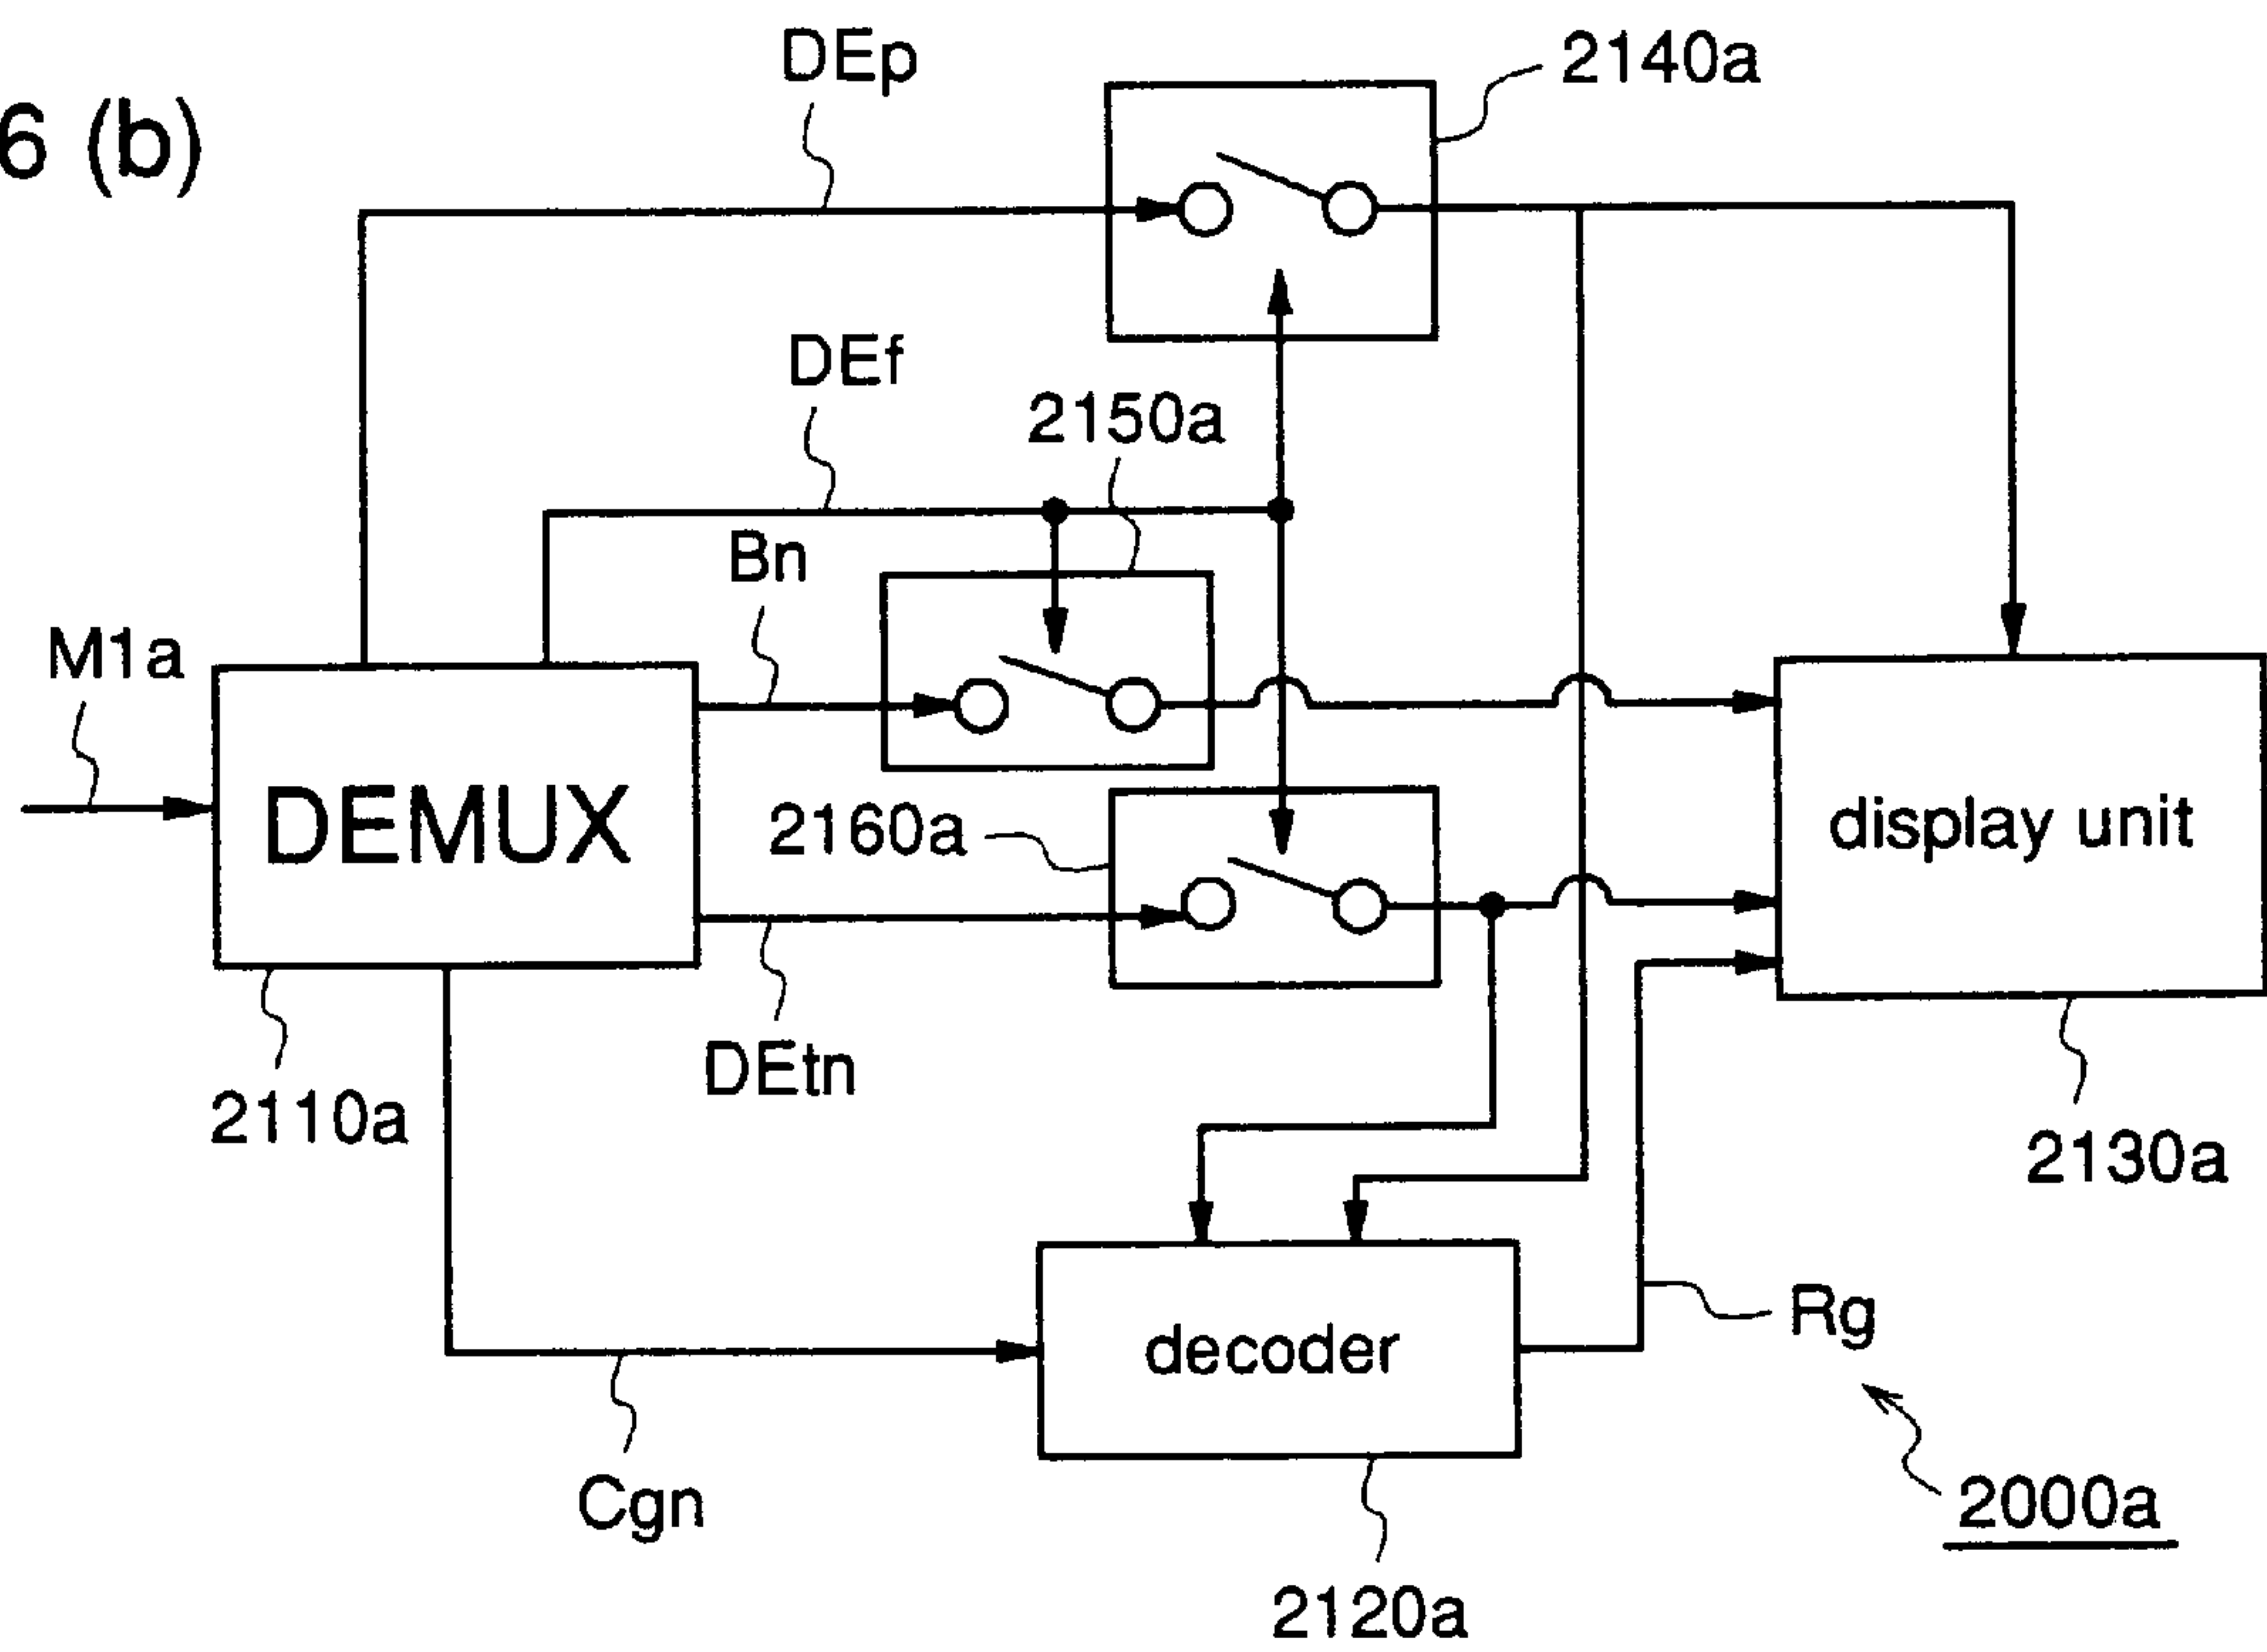 6 (b)
DEp
2140a
DEf
2150a
Bn
M1a
DEMUX
2160a
display unit
DEtn
2110a
2130a
decoder
Rg
Cgn
2000a
2120a